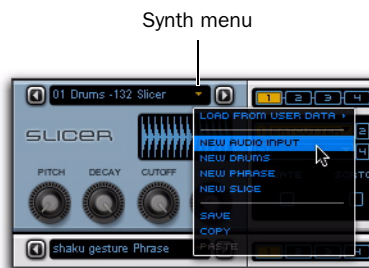 Synth menu
01 Drums -132 Slicer
1 2 3 4
LOAD FROM USER DATA
SLICER
NEW AUDIO INPUT
NEW DRUMS
PITCH DECAY CUTOFF
NEW PHRASE
NEW SLICE
SAVE
COPY
PASTE
shaku gesture Phrase